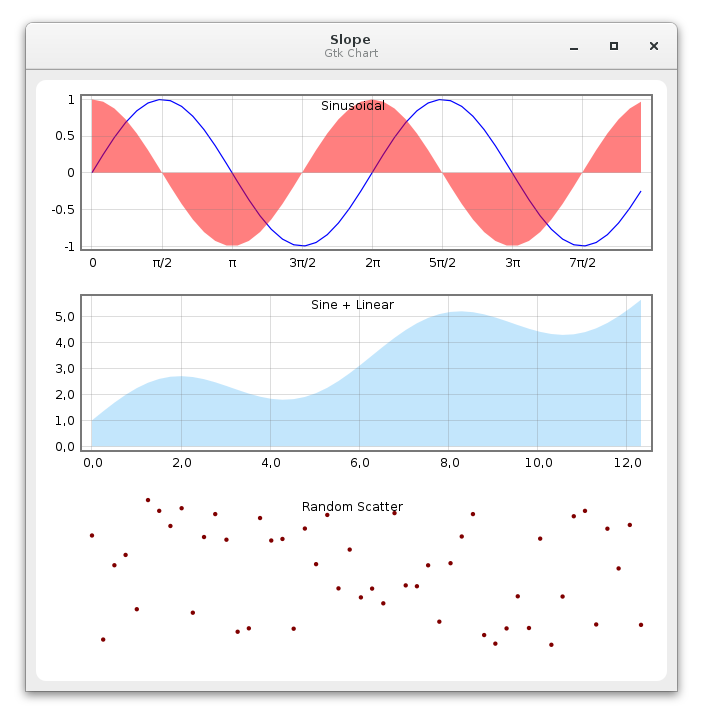 Slope
Gtk Chart
Sinusoidal
1
0.5
0
-0.5
-1
0 π/2 π 3π/2 2π 5π/2 3π 7π/2
Sine + Linear
5,0
4,0
3,0
2,0
1,0
0,0
0,0 2,0 4,0 6,0 8,0 10,0 12,0
Random Scatter